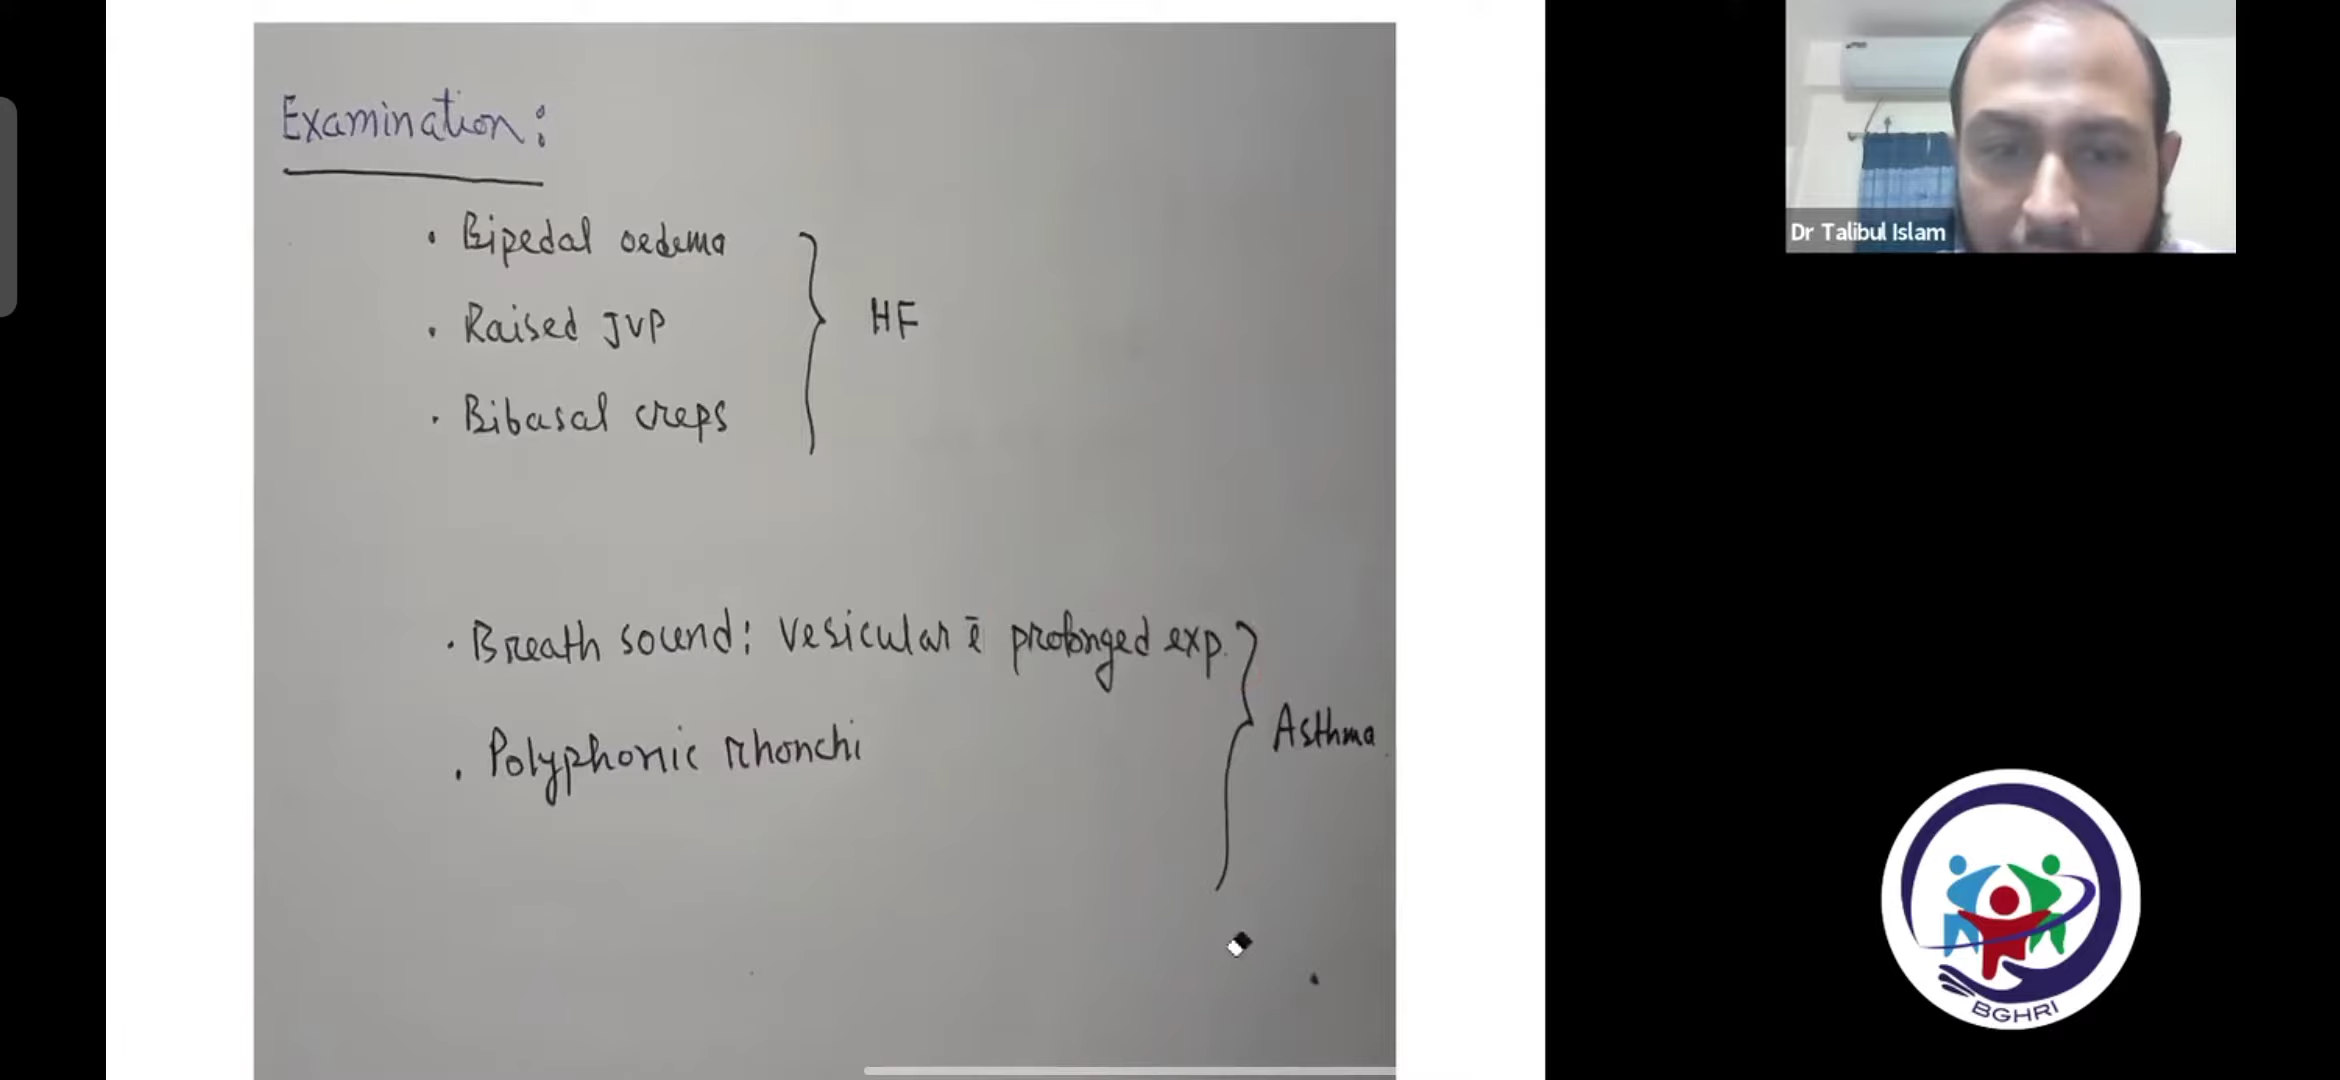 Examination:
• Bipedal oedema
• Raised JVP
• Bibasal creps
HF
• Breath sound: vesicular c̄ prolonged exp.
• Polyphonic rhonchi
Asthma
Dr Talibul Islam
BGHRI